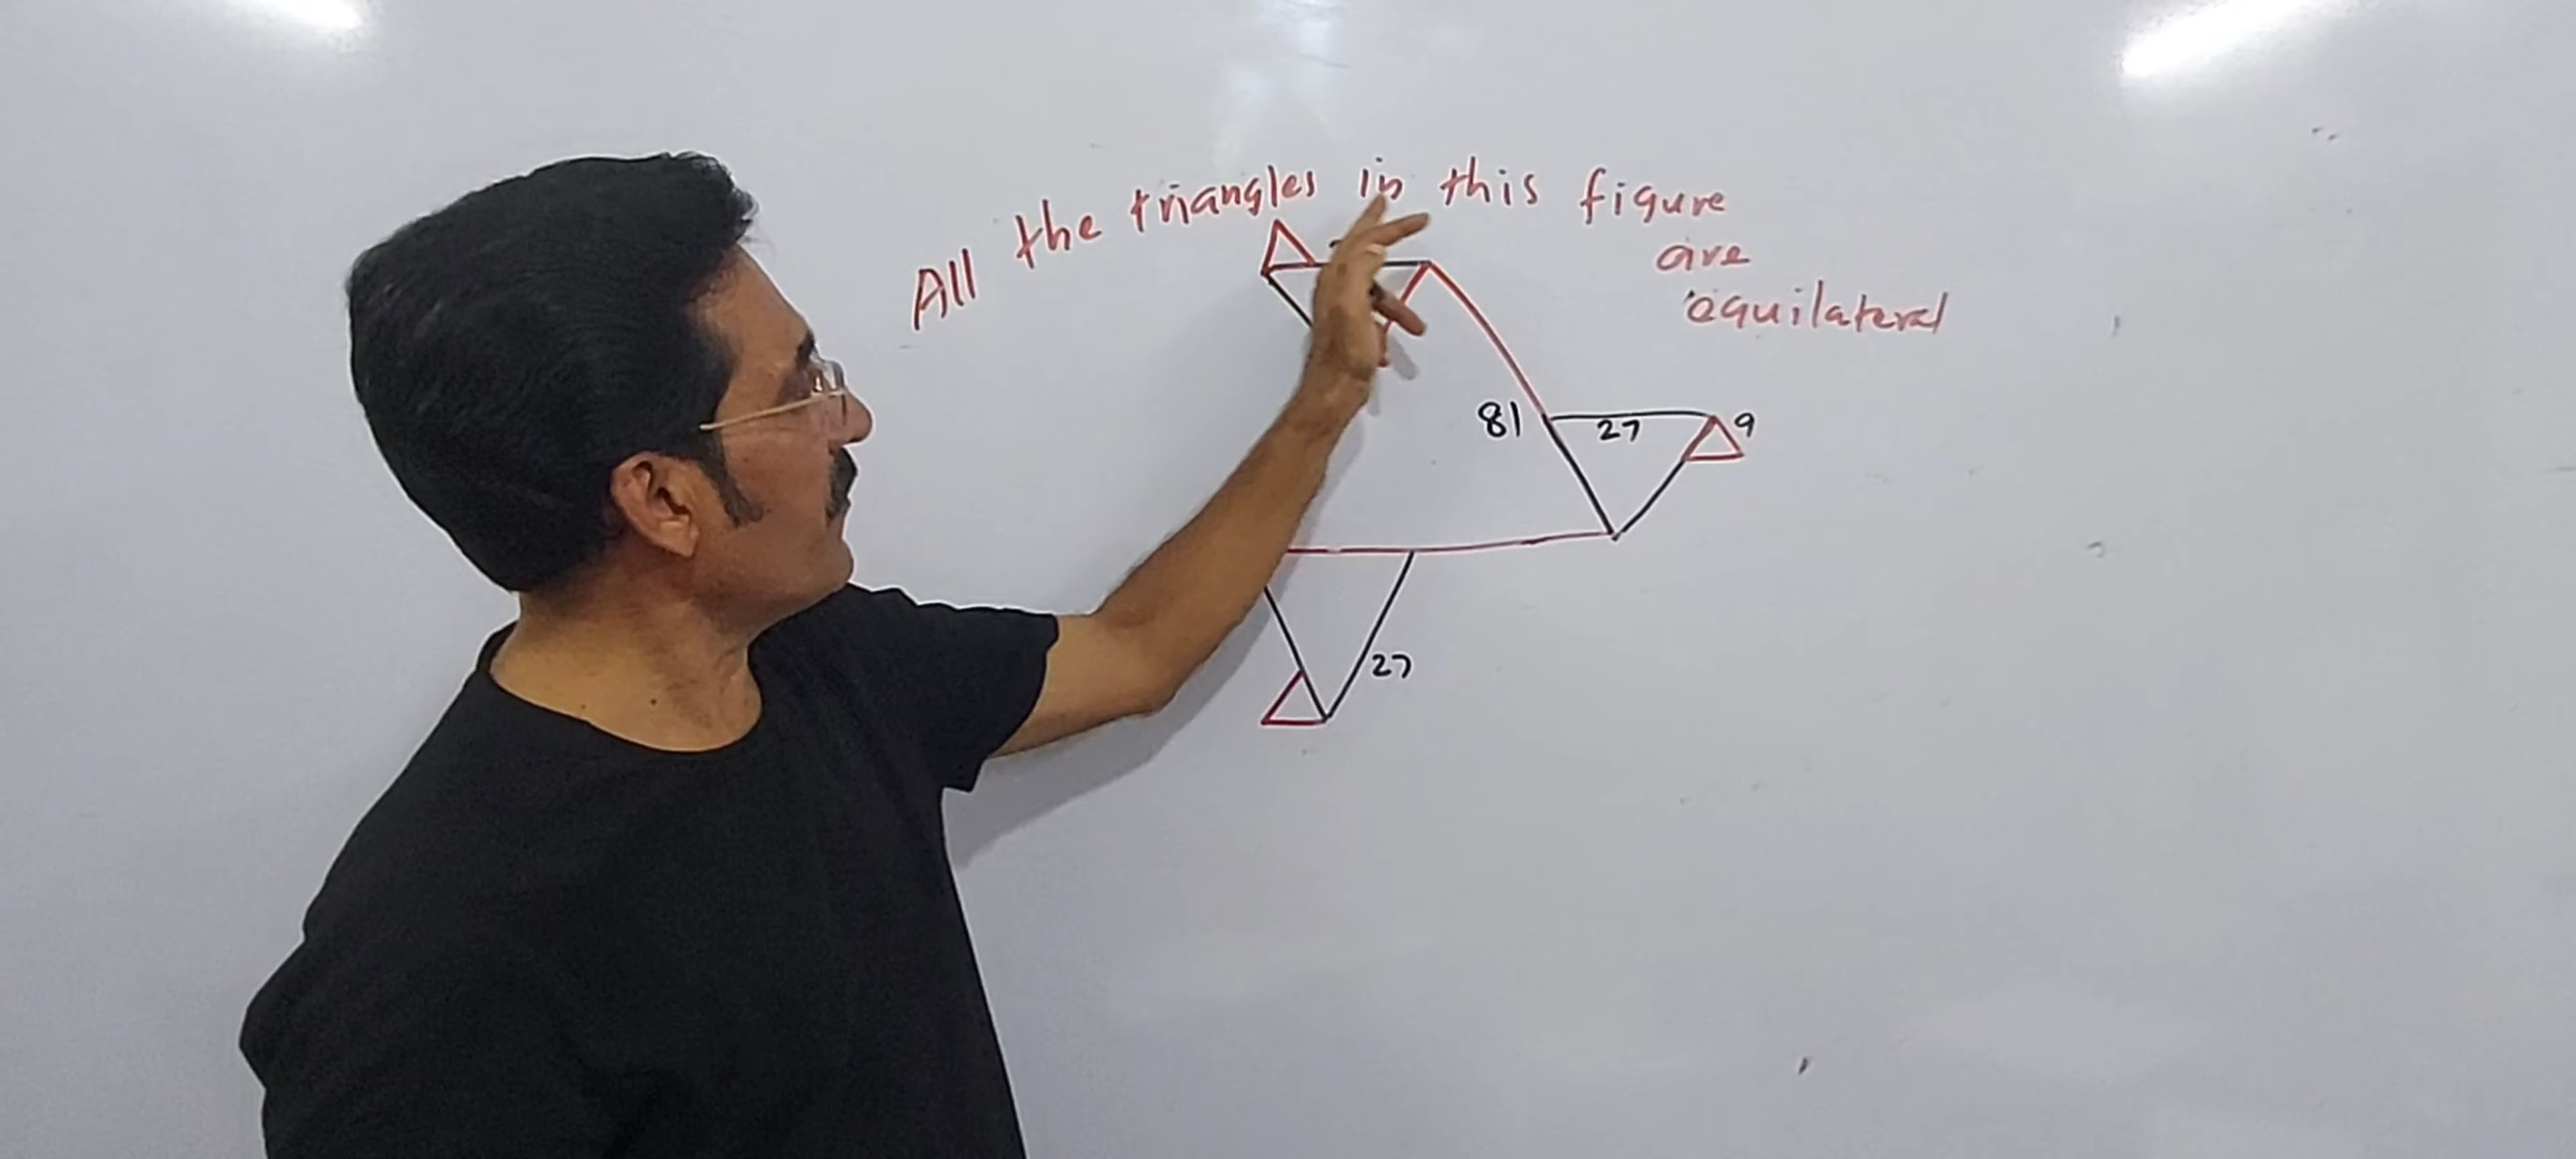 All the triangles in this figure
are
equilateral
81
27
9
27